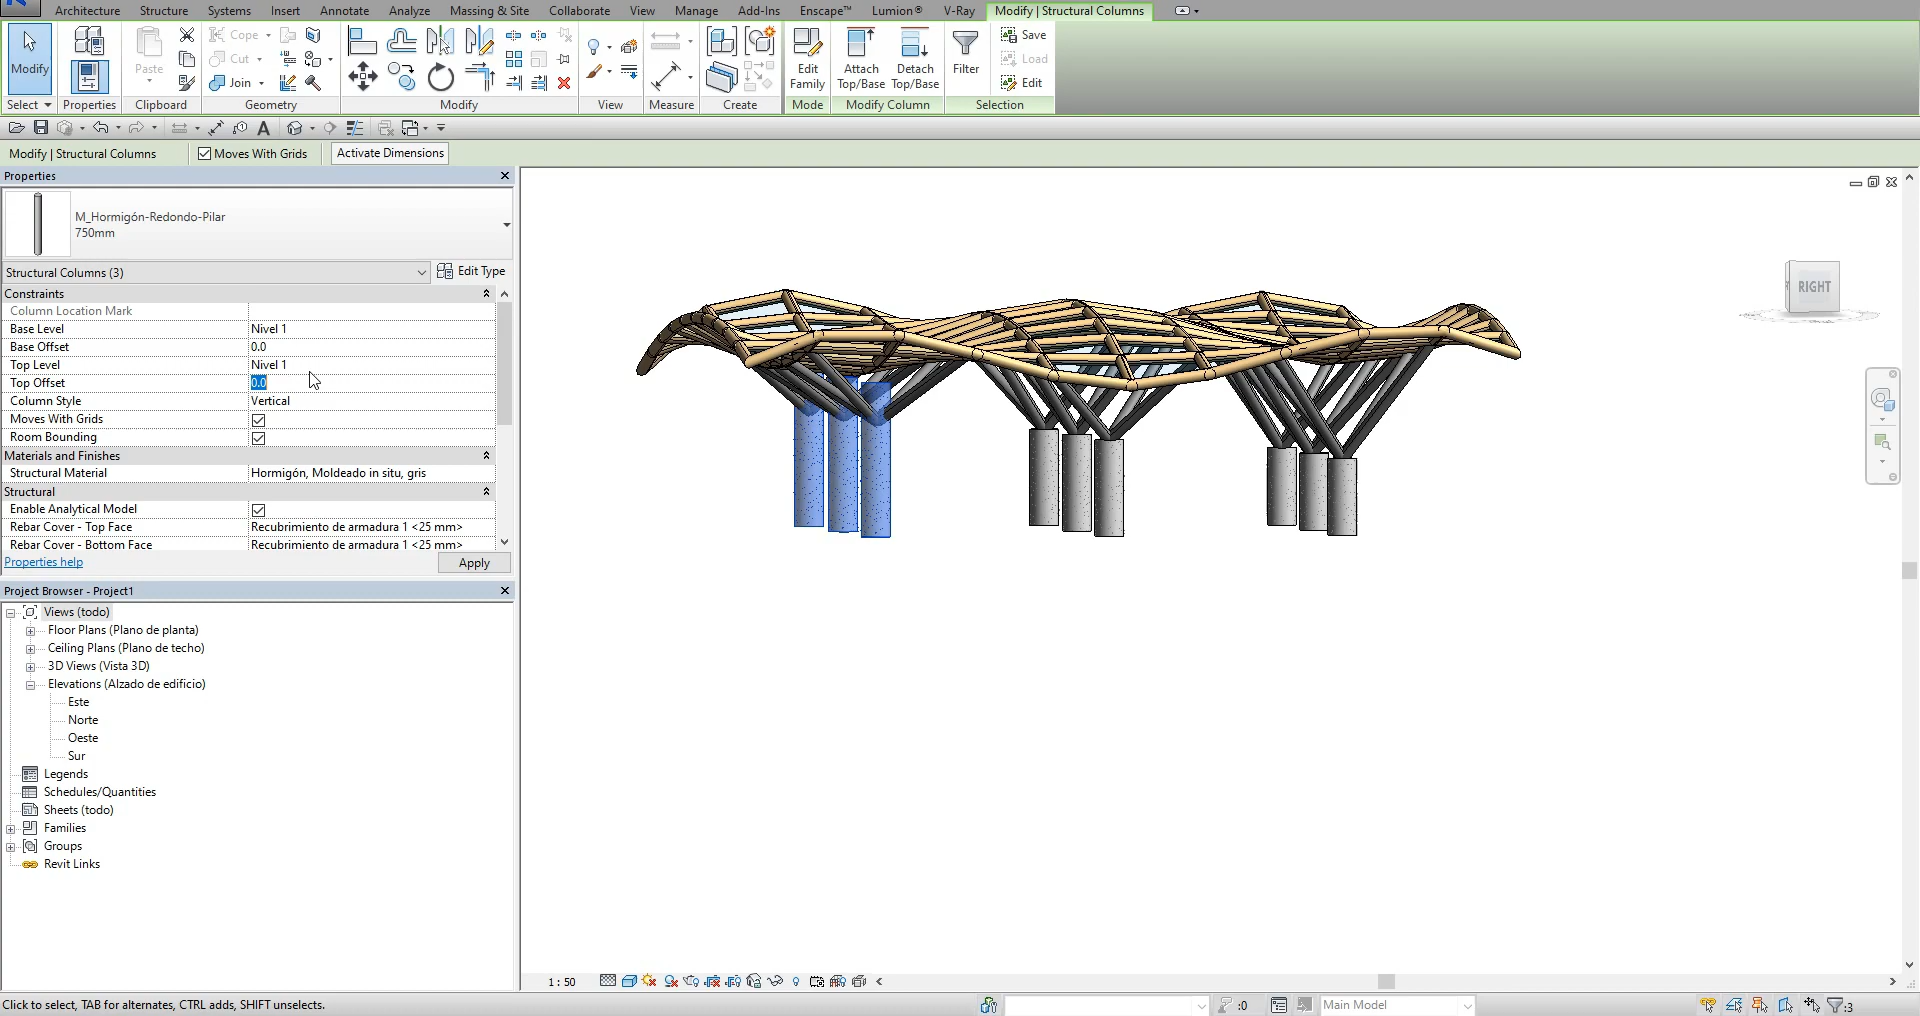 Architecture Structure Systems Insert Annotate Analyze Massing & Site Collaborate View Manage Add-Ins Enscape™ Lumion® V-Ray Modify | Structural Columns
Modify
Paste
Cope
Cut
Join
Edit Family
Attach Top/Base
Detach Top/Base
Filter
Save
Load
Edit
Select Properties Clipboard Geometry Modify View Measure Create Mode Modify Column Selection
Modify | Structural Columns Moves With Grids Activate Dimensions
Properties
M_Hormigón-Redondo-Pilar
750mm
Structural Columns (3) Edit Type
Constraints
Column Location Mark
Base Level Nivel 1
Base Offset 0.0
Top Level Nivel 1
Top Offset 0.0
Column Style Vertical
Moves With Grids
Room Bounding
Materials and Finishes
Structural Material Hormigón, Moldeado in situ, gris
Structural
Enable Analytical Model
Rebar Cover - Top Face Recubrimiento de armadura 1 <25 mm>
Rebar Cover - Bottom Face Recubrimiento de armadura 1 <25 mm>
Properties help Apply
Project Browser - Project1
Views (todo)
Floor Plans (Plano de planta)
Ceiling Plans (Plano de techo)
3D Views (Vista 3D)
Elevations (Alzado de edificio)
Este
Norte
Oeste
Sur
Legends
Schedules/Quantities
Sheets (todo)
Families
Groups
Revit Links
RIGHT
1 : 50
Click to select, TAB for alternates, CTRL adds, SHIFT unselects.
:0 Main Model :3